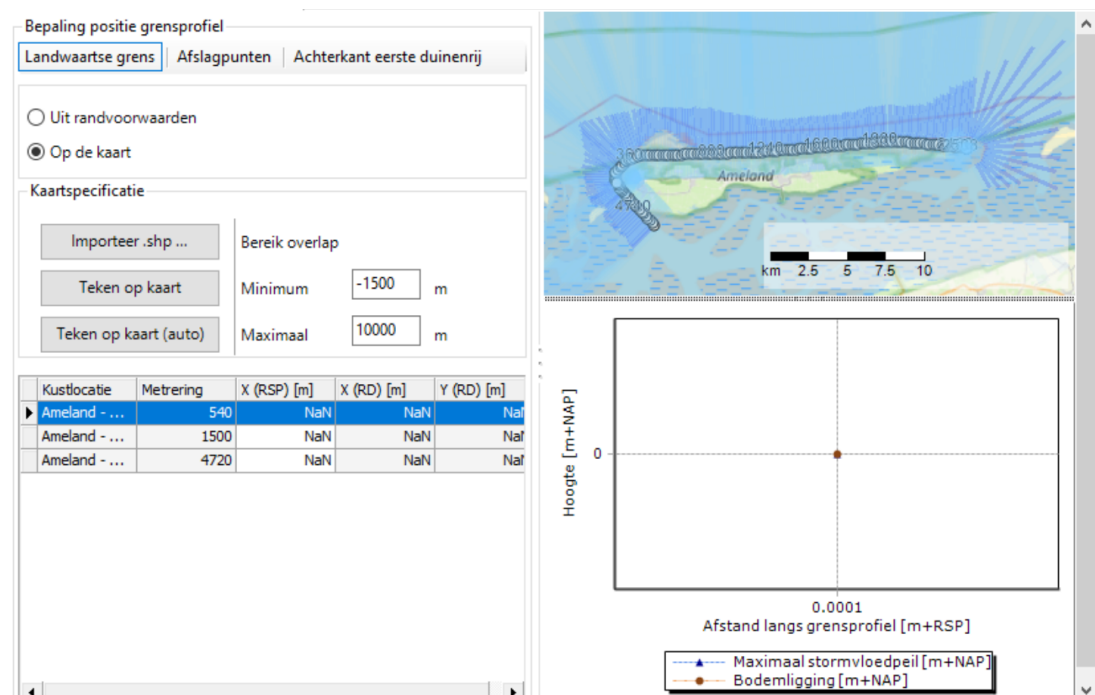 Bepaling positie grensprofiel
Landwaartse grens Afslagpunten Achterkant eerste duinenrij
Uit randvoorwaarden
Op de kaart
Kaartspecificatie
Importeer .shp ... Bereik overlap
Teken op kaart Minimum -1500 m
Teken op kaart (auto) Maximaal 10000 m
Kustlocatie Metrering X (RSP) [m] X (RD) [m] Y (RD) [m]
Ameland - ... 540 NaN NaN NaN
Ameland - ... 1500 NaN NaN NaN
Ameland - ... 4720 NaN NaN NaN
Ameland
km 2.5 5 7.5 10
Hoogte [m+NAP]
0
0.0001
Afstand langs grensprofiel [m+RSP]
Maximaal stormvloedpeil [m+NAP]
Bodemligging [m+NAP]